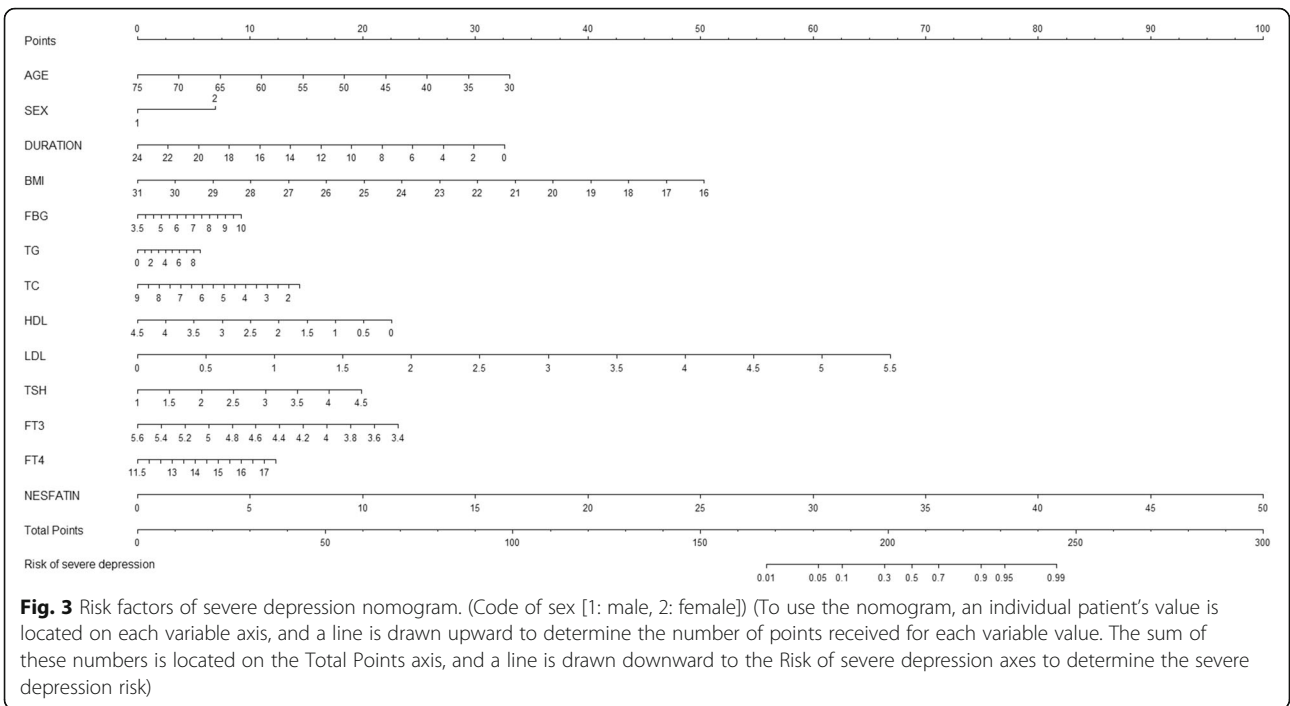 Points 0 10 20 30 40 50 60 70 80 90 100
AGE 75 70 65 60 55 50 45 40 35 30
2
SEX
1
DURATION 24 22 20 18 16 14 12 10 8 6 4 2 0
BMI 31 30 29 28 27 26 25 24 23 22 21 20 19 18 17 16
FBG 3.5 5 6 7 8 9 10
TG 0 2 4 6 8
TC 9 8 7 6 5 4 3 2
HDL 4.5 4 3.5 3 2.5 2 1.5 1 0.5 0
LDL 0 0.5 1 1.5 2 2.5 3 3.5 4 4.5 5 5.5
TSH 1 1.5 2 2.5 3 3.5 4 4.5
FT3 5.6 5.4 5.2 5 4.8 4.6 4.4 4.2 4 3.8 3.6 3.4
FT4 11.5 13 14 15 16 17
NESFATIN 0 5 10 15 20 25 30 35 40 45 50
Total Points 0 50 100 150 200 250 300
Risk of severe depression 0.01 0.05 0.1 0.3 0.5 0.7 0.9 0.95 0.99
Fig. 3 Risk factors of severe depression nomogram. (Code of sex [1: male, 2: female]) (To use the nomogram, an individual patient's value is
located on each variable axis, and a line is drawn upward to determine the number of points received for each variable value. The sum of
these numbers is located on the Total Points axis, and a line is drawn downward to the Risk of severe depression axes to determine the severe
depression risk)